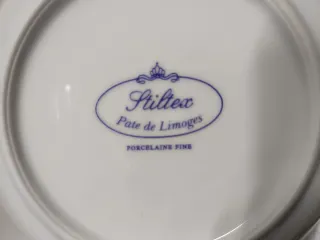 Stiltex
Pate de Limoges
PORCELAINE FINE